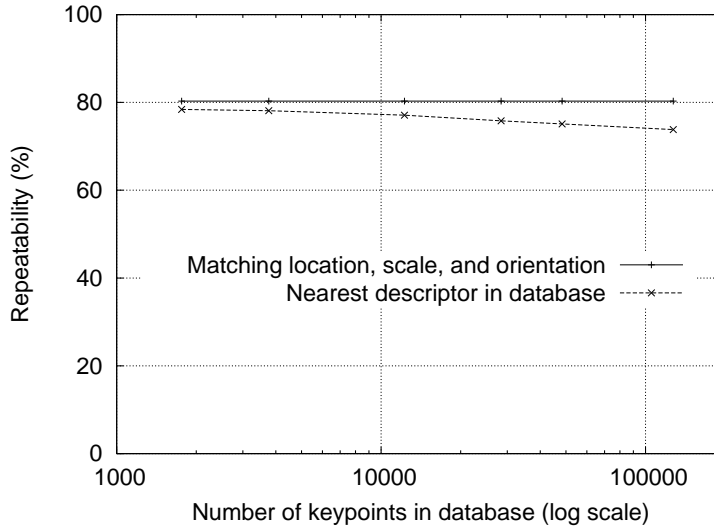 100
80
60
40
20
0
Repeatability (%)
Matching location, scale, and orientation
Nearest descriptor in database
1000 10000 100000
Number of keypoints in database (log scale)